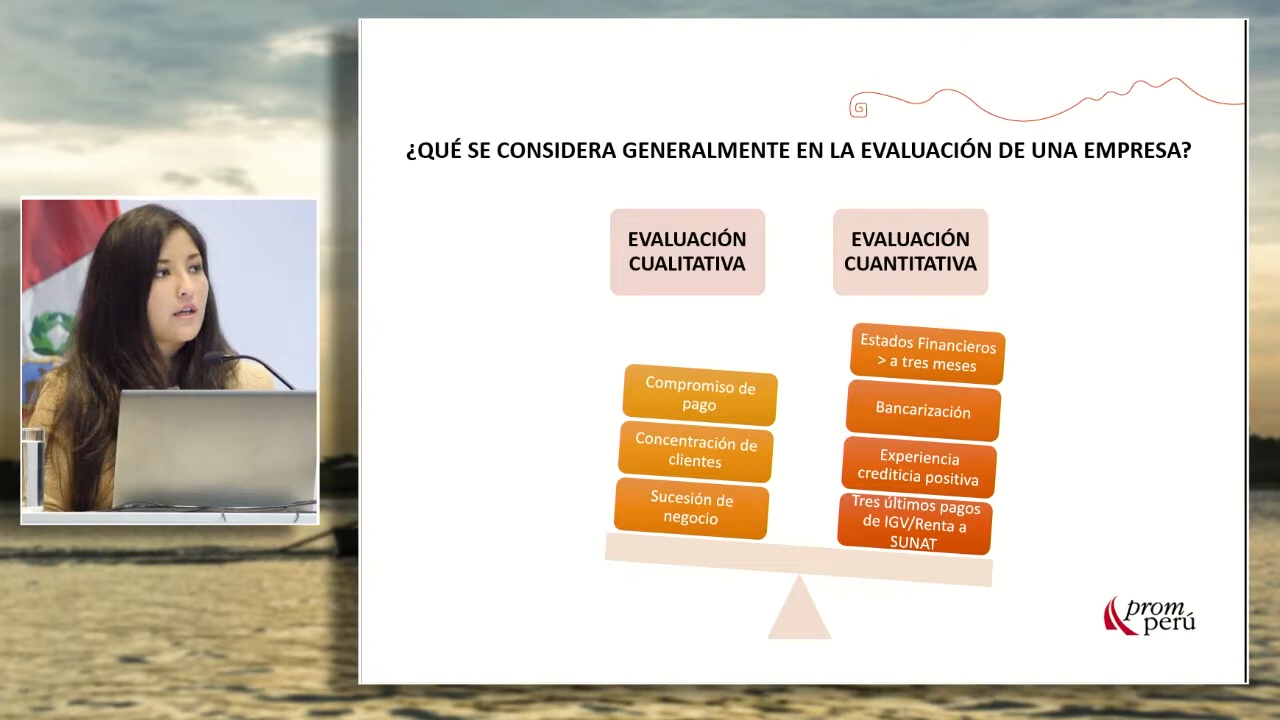 ¿QUÉ SE CONSIDERA GENERALMENTE EN LA EVALUACIÓN DE UNA EMPRESA?
EVALUACIÓN
CUALITATIVA
Compromiso de
pago
Concentración de
clientes
Sucesión de
negocio
EVALUACIÓN
CUANTITATIVA
Estados Financieros
> a tres meses
Bancarización
Experiencia
crediticia positiva
Tres últimos pagos
de IGV/Renta a
SUNAT
prom
perú